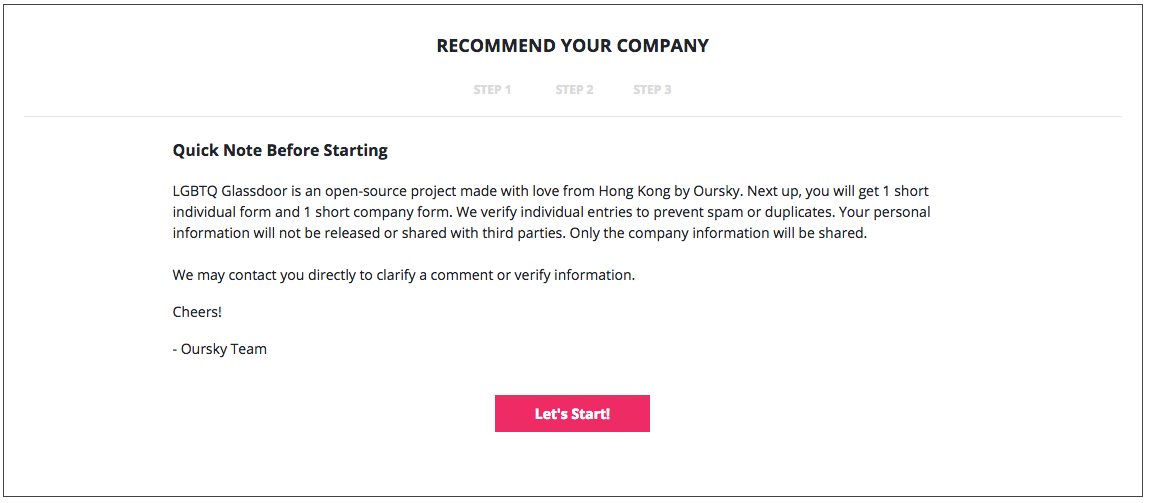 RECOMMEND YOUR COMPANY
STEP 1 STEP 2 STEP 3
Quick Note Before Starting
LGBTQ Glassdoor is an open-source project made with love from Hong Kong by Oursky. Next up, you will get 1 short
individual form and 1 short company form. We verify individual entries to prevent spam or duplicates. Your personal
information will not be released or shared with third parties. Only the company information will be shared.
We may contact you directly to clarify a comment or verify information.
Cheers!
- Oursky Team
Let's Start!